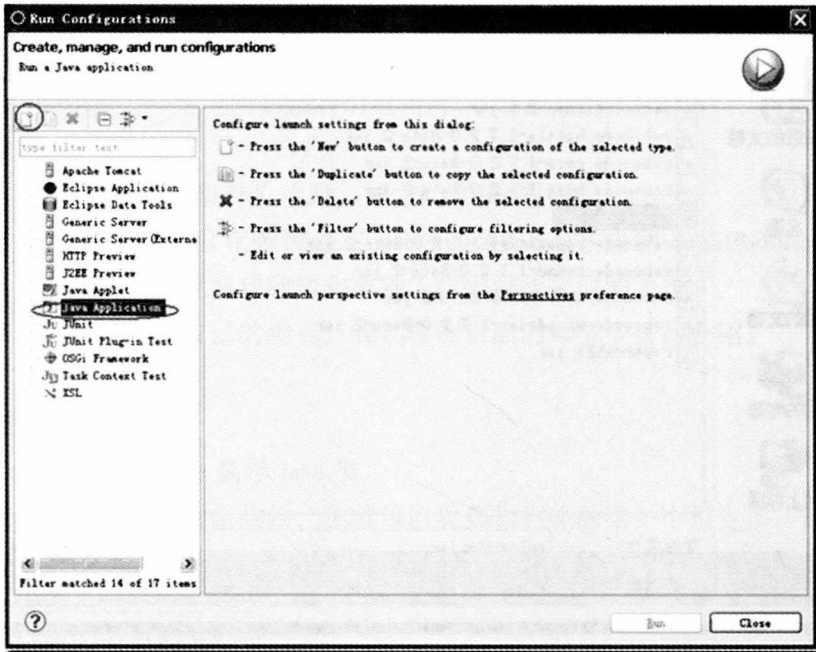 Run Configurations
Create, manage, and run configurations
Run a Java application
type filter text
Apache Tomcat
Eclipse Application
Eclipse Data Tools
Generic Server
Generic Server(Externa
HTTP Preview
J2EE Preview
Java Applet
Java Application
JUnit
JUnit Plug-in Test
OSGi Framework
Task Context Test
XSL
Filter matched 14 of 17 items
Configure launch settings from this dialog:
- Press the 'New' button to create a configuration of the selected type.
- Press the 'Duplicate' button to copy the selected configuration.
- Press the 'Delete' button to remove the selected configuration.
- Press the 'Filter' button to configure filtering options.
- Edit or view an existing configuration by selecting it.
Configure launch perspective settings from the Perspectives preference page.
Run
Close